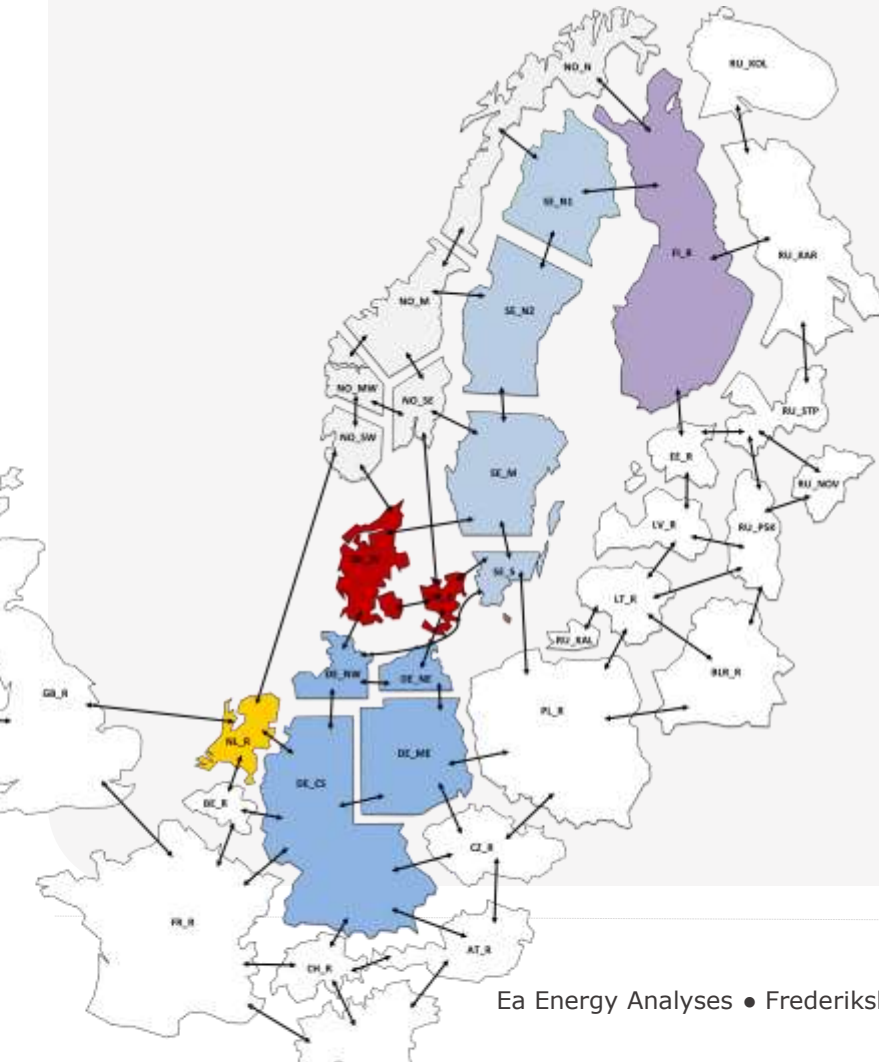 NO_N
RU_KOL
SE_N1
FI_R
RU_KAR
NO_M
SE_N2
NO_MW
NO_SE
RU_STP
NO_SW
EE_R
SE_M
RU_NOV
LV_R
RU_PSK
SE_S
LT_R
RU_KAL
BLR_R
DE_NW
DE_NE
GB_R
PL_R
NL_R
DE_ME
DE_CS
BE_R
CZ_R
FR_R
AT_R
CH_R
Ea Energy Analyses ● Frederiksh